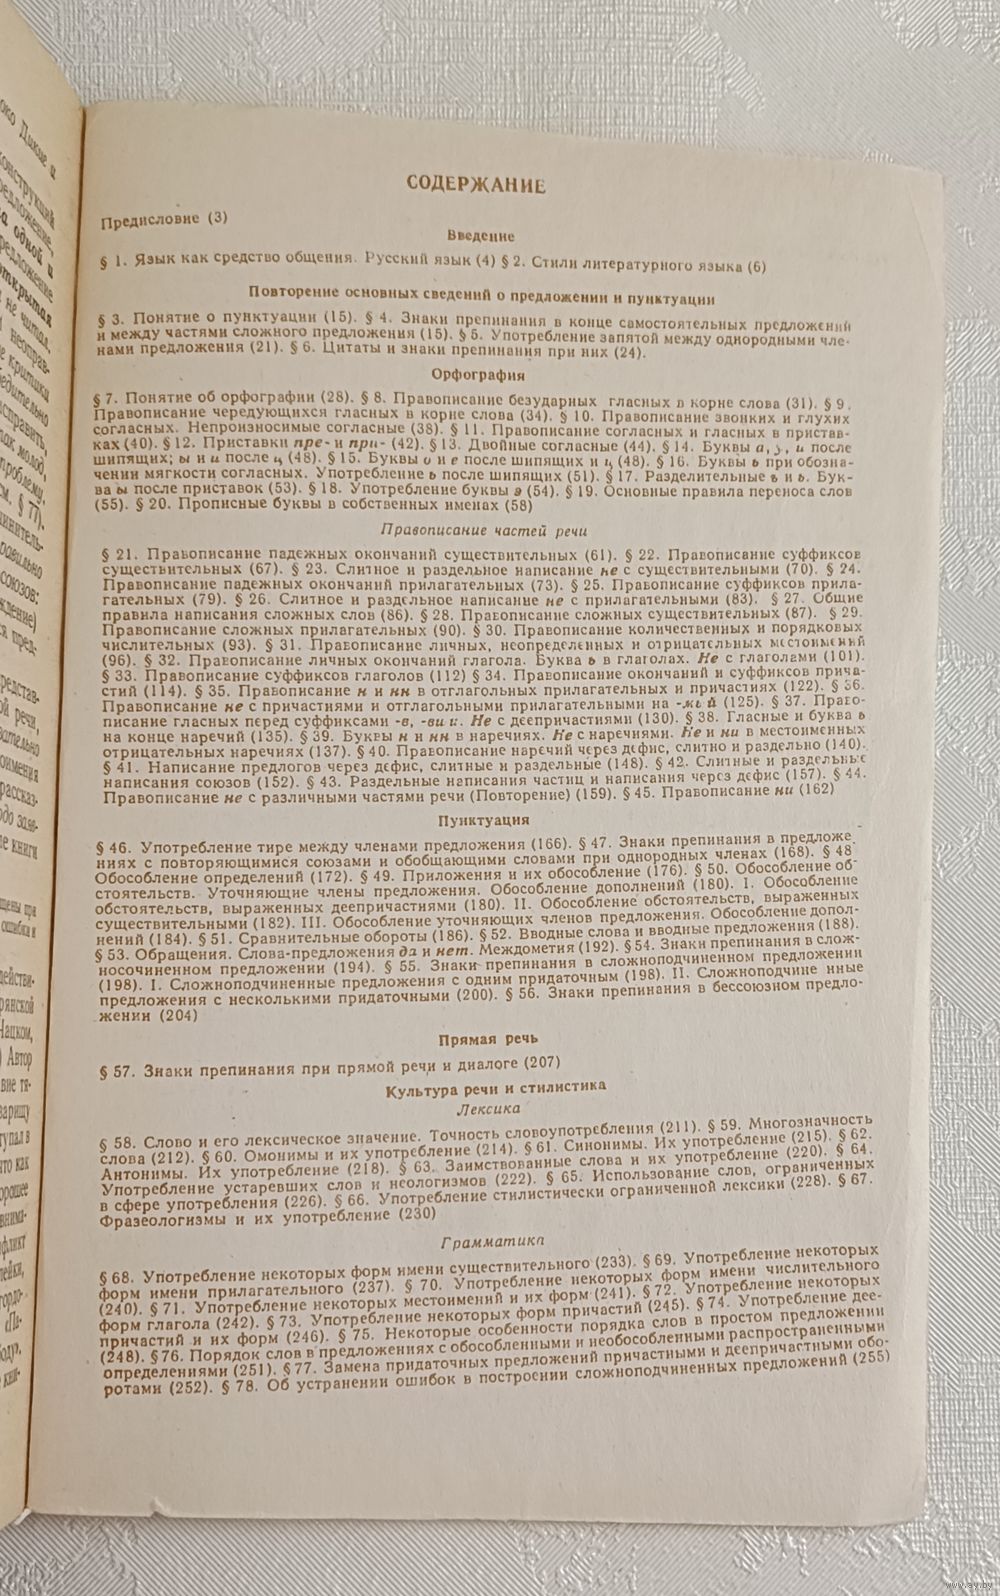 СОДЕРЖАНИЕ
Предисловие (3)
Введение
§ 1. Язык как средство общения. Русский язык (4) § 2. Стили литературного языка (6)
Повторение основных сведений о предложении и пунктуации
§ 3. Понятие о пунктуации (15). § 4. Знаки препинания в конце самостоятельных предложений
и между частями сложного предложения (15). § 5. Употребление запятой между однородными чле-
нами предложения (21). § 6. Цитаты и знаки препинания при них (24).
Орфография
§ 7. Понятие об орфографии (28). § 8. Правописание безударных гласных в корне слова (31). § 9.
Правописание чередующихся гласных в корне слова (34). § 10. Правописание звонких и глухих
согласных. Непроизносимые согласные (38). § 11. Правописание согласных и гласных в пристав-
ках (40). § 12. Приставки пре- и при- (42). § 13. Двойные согласные (44). § 14. Буквы а, у, и после
шипящих; ы и и после ц (48). § 15. Буквы о и е после шипящих и ц (48). § 16. Буквы ь при обозна-
чении мягкости согласных. Употребление ь после шипящих (51). § 17. Разделительные ъ и ь. Бук-
ва ы после приставок (53). § 18. Употребление буквы э (54). § 19. Основные правила переноса слов
(55). § 20. Прописные буквы в собственных именах (58)
Правописание частей речи
§ 21. Правописание падежных окончаний существительных (61). § 22. Правописание суффиксов
существительных (67). § 23. Слитное и раздельное написание не с существительными (70). § 24.
Правописание падежных окончаний прилагательных (73). § 25. Правописание суффиксов прила-
гательных (79). § 26. Слитное и раздельное написание не с прилагательными (83). § 27. Общие
правила написания сложных слов (86). § 28. Правописание сложных существительных (87). § 29.
Правописание сложных прилагательных (90). § 30. Правописание количественных и порядковых
числительных (93). § 31. Правописание личных, неопределенных и отрицательных местоимений
(96). § 32. Правописание личных окончаний глагола. Буква ь в глаголах. Не с глаголами (101).
§ 33. Правописание суффиксов глаголов (112) § 34. Правописание окончаний и суффиксов прича-
стий (114). § 35. Правописание н и нн в отглагольных прилагательных и причастиях (122). § 36.
Правописание не с причастиями и отглагольными прилагательными на -мый (125). § 37. Право-
писание гласных перед суффиксами -в, -вши. Не с деепричастиями (130). § 38. Гласные и буква ь
на конце наречий (135). § 39. Буквы н и нн в наречиях. Не с наречиями. Не и ни в местоименных
отрицательных наречиях (137). § 40. Правописание наречий через дефис, слитно и раздельно (140).
§ 41. Написание предлогов через дефис, слитные и раздельные (148). § 42. Слитные и раздельные
написания союзов (152). § 43. Раздельные написания частиц и написания через дефис (157). § 44.
Правописание не с различными частями речи (Повторение) (159). § 45. Правописание ни (162)
Пунктуация
§ 46. Употребление тире между членами предложения (166). § 47. Знаки препинания в предложе-
ниях с повторяющимися союзами и обобщающими словами при однородных членах (168). § 48
Обособление определений (172). § 49. Приложения и их обособление (176). § 50. Обособление об-
стоятельств. Уточняющие члены предложения. Обособление дополнений (180). I. Обособление
обстоятельств, выраженных деепричастиями (180). II. Обособление обстоятельств, выраженных
существительными (182). III. Обособление уточняющих членов предложения. Обособление допол-
нений (184). § 51. Сравнительные обороты (186). § 52. Вводные слова и вводные предложения (188).
§ 53. Обращения. Слова-предложения да и нет. Междометия (192). § 54. Знаки препинания в слож-
носочиненном предложении (194). § 55. Знаки препинания в сложноподчиненном предложении
(198). I. Сложноподчиненные предложения с одним придаточным (198). II. Сложноподчине нные
предложения с несколькими придаточными (200). § 56. Знаки препинания в бессоюзном предло-
жении (204)
Прямая речь
§ 57. Знаки препинания при прямой речи и диалоге (207)
Культура речи и стилистика
Лексика
§ 58. Слово и его лексическое значение. Точность словоупотребления (211). § 59. Многозначность
слова (212). § 60. Омонимы и их употребление (214). § 61. Синонимы. Их употребление (215). § 62.
Антонимы. Их употребление (218). § 63. Заимствованные слова и их употребление (220). § 64.
Употребление устаревших слов и неологизмов (222). § 65. Использование слов, ограниченных
в сфере употребления (226). § 66. Употребление стилистически ограниченной лексики (228). § 67.
Фразеологизмы и их употребление (230)
Грамматика
§ 68. Употребление некоторых форм имени существительного (233). § 69. Употребление некоторых
форм имени прилагательного (237). § 70. Употребление некоторых форм имени числительного
(240). § 71. Употребление некоторых местоимений и их форм (241). § 72. Употребление некоторых
форм глагола (242). § 73. Употребление некоторых форм причастий (245). § 74. Употребление дее-
причастий и их форм (246). § 75. Некоторые особенности порядка слов в простом предложении
(248). § 76. Порядок слов в предложениях с обособленными и необособленными распространенными
определениями (251). § 77. Замена придаточных предложений причастными и деепричастными обо-
ротами (252). § 78. Об устранении ошибок в построении сложноподчиненных предложений (255)